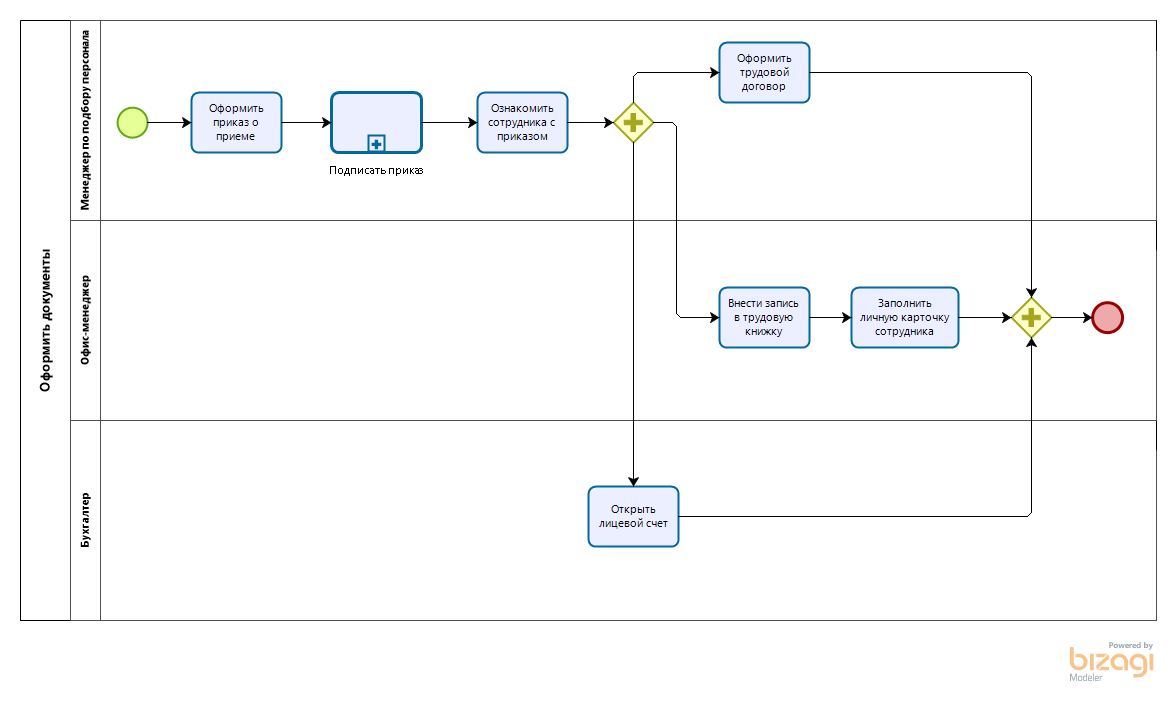 Оформить документы
Менеджер по подбору персонала
Оформить
приказ о
приеме
Подписать приказ
Ознакомить
сотрудника с
приказом
Оформить
трудовой
договор
Офис-менеджер
Внести запись
в трудовую
книжку
Заполнить
личную карточку
сотрудника
Бухгалтер
Открыть
лицевой счет
Powered by
bizagi
Modeler